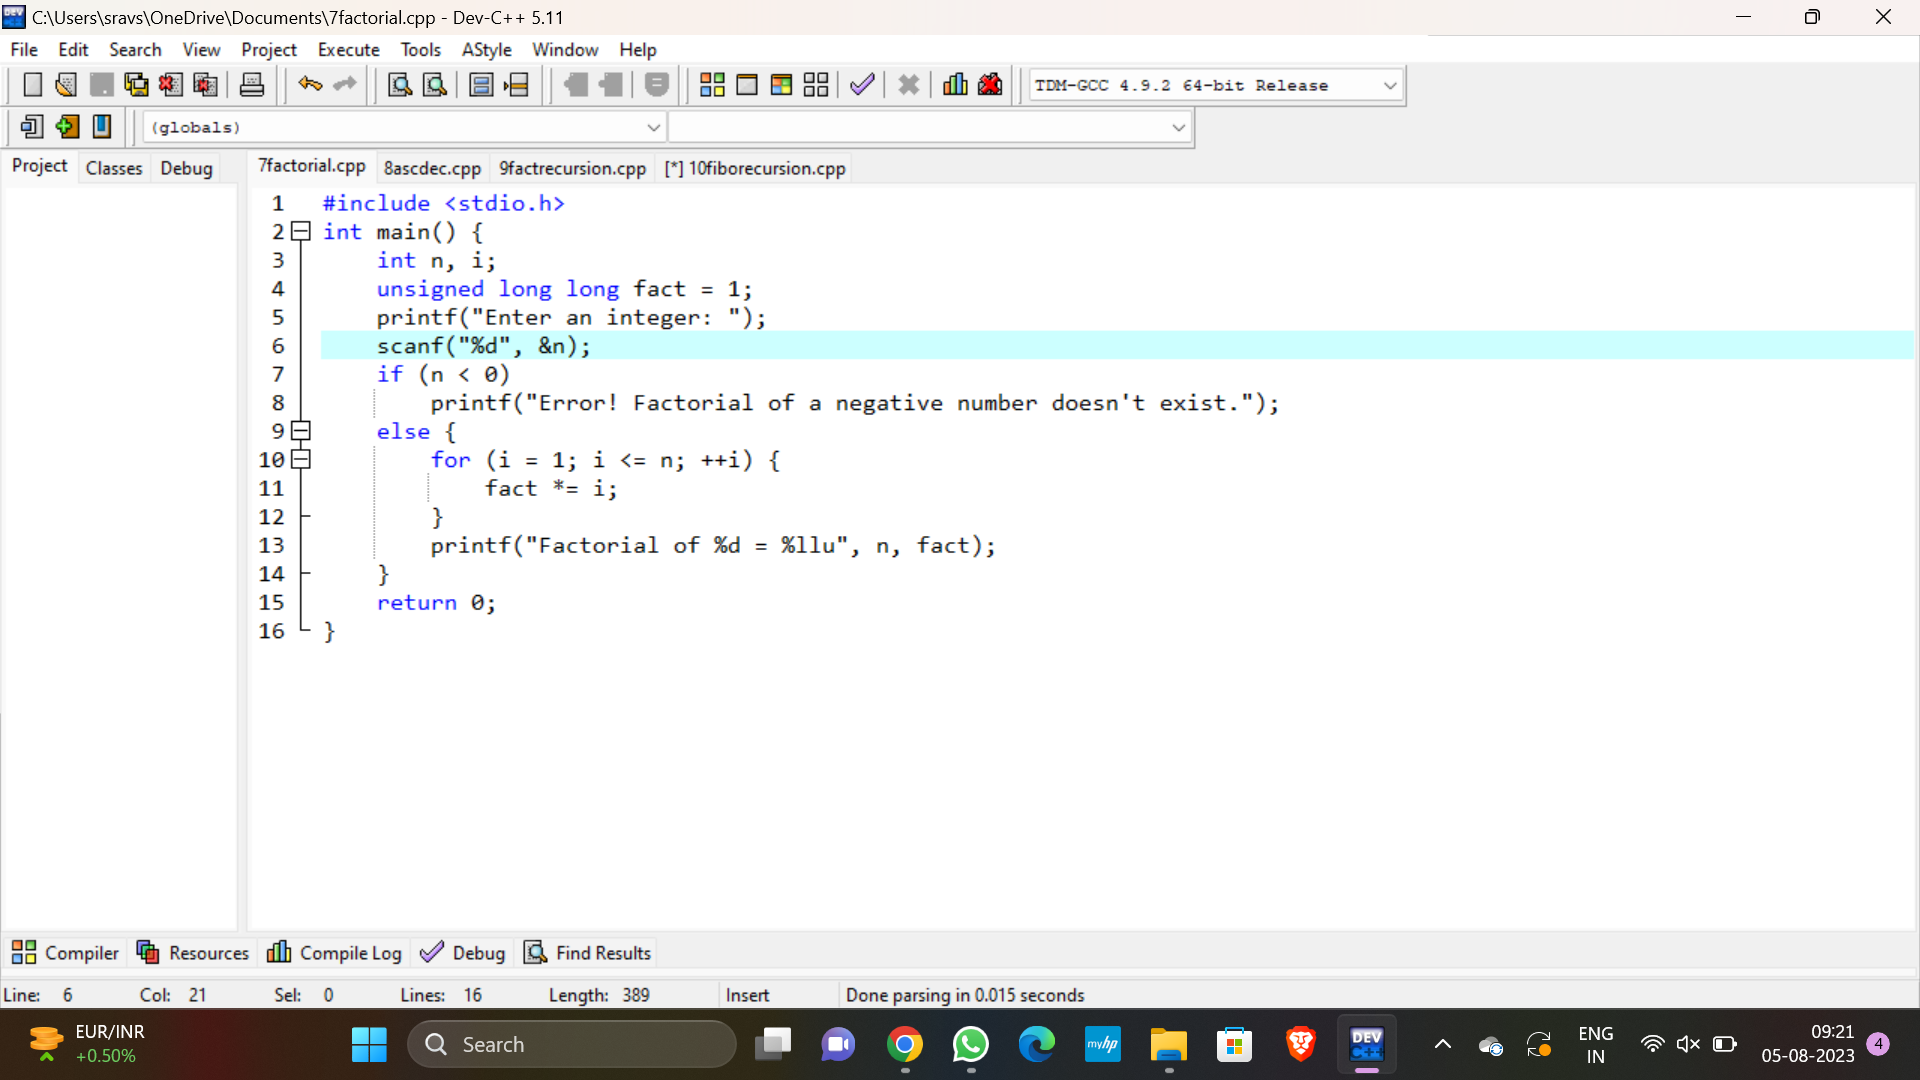 C:\Users\sravs\OneDrive\Documents\7factorial.cpp - Dev-C++ 5.11
File Edit Search View Project Execute Tools AStyle Window Help
TDM-GCC 4.9.2 64-bit Release
(globals)
Project Classes Debug 7factorial.cpp 8ascdec.cpp 9factrecursion.cpp [*] 10fiborecursion.cpp
1 #include <stdio.h>
2 int main() {
3     int n, i;
4     unsigned long long fact = 1;
5     printf("Enter an integer: ");
6     scanf("%d", &n);
7     if (n < 0)
8         printf("Error! Factorial of a negative number doesn't exist.");
9     else {
10         for (i = 1; i <= n; ++i) {
11             fact *= i;
12         }
13         printf("Factorial of %d = %llu", n, fact);
14     }
15     return 0;
16 }
Compiler Resources Compile Log Debug Find Results
Line: 6 Col: 21 Sel: 0 Lines: 16 Length: 389 Insert Done parsing in 0.015 seconds
EUR/INR
+0.50%
Search
myhp
DEV
C++
ENG
IN
09:21
05-08-2023
4